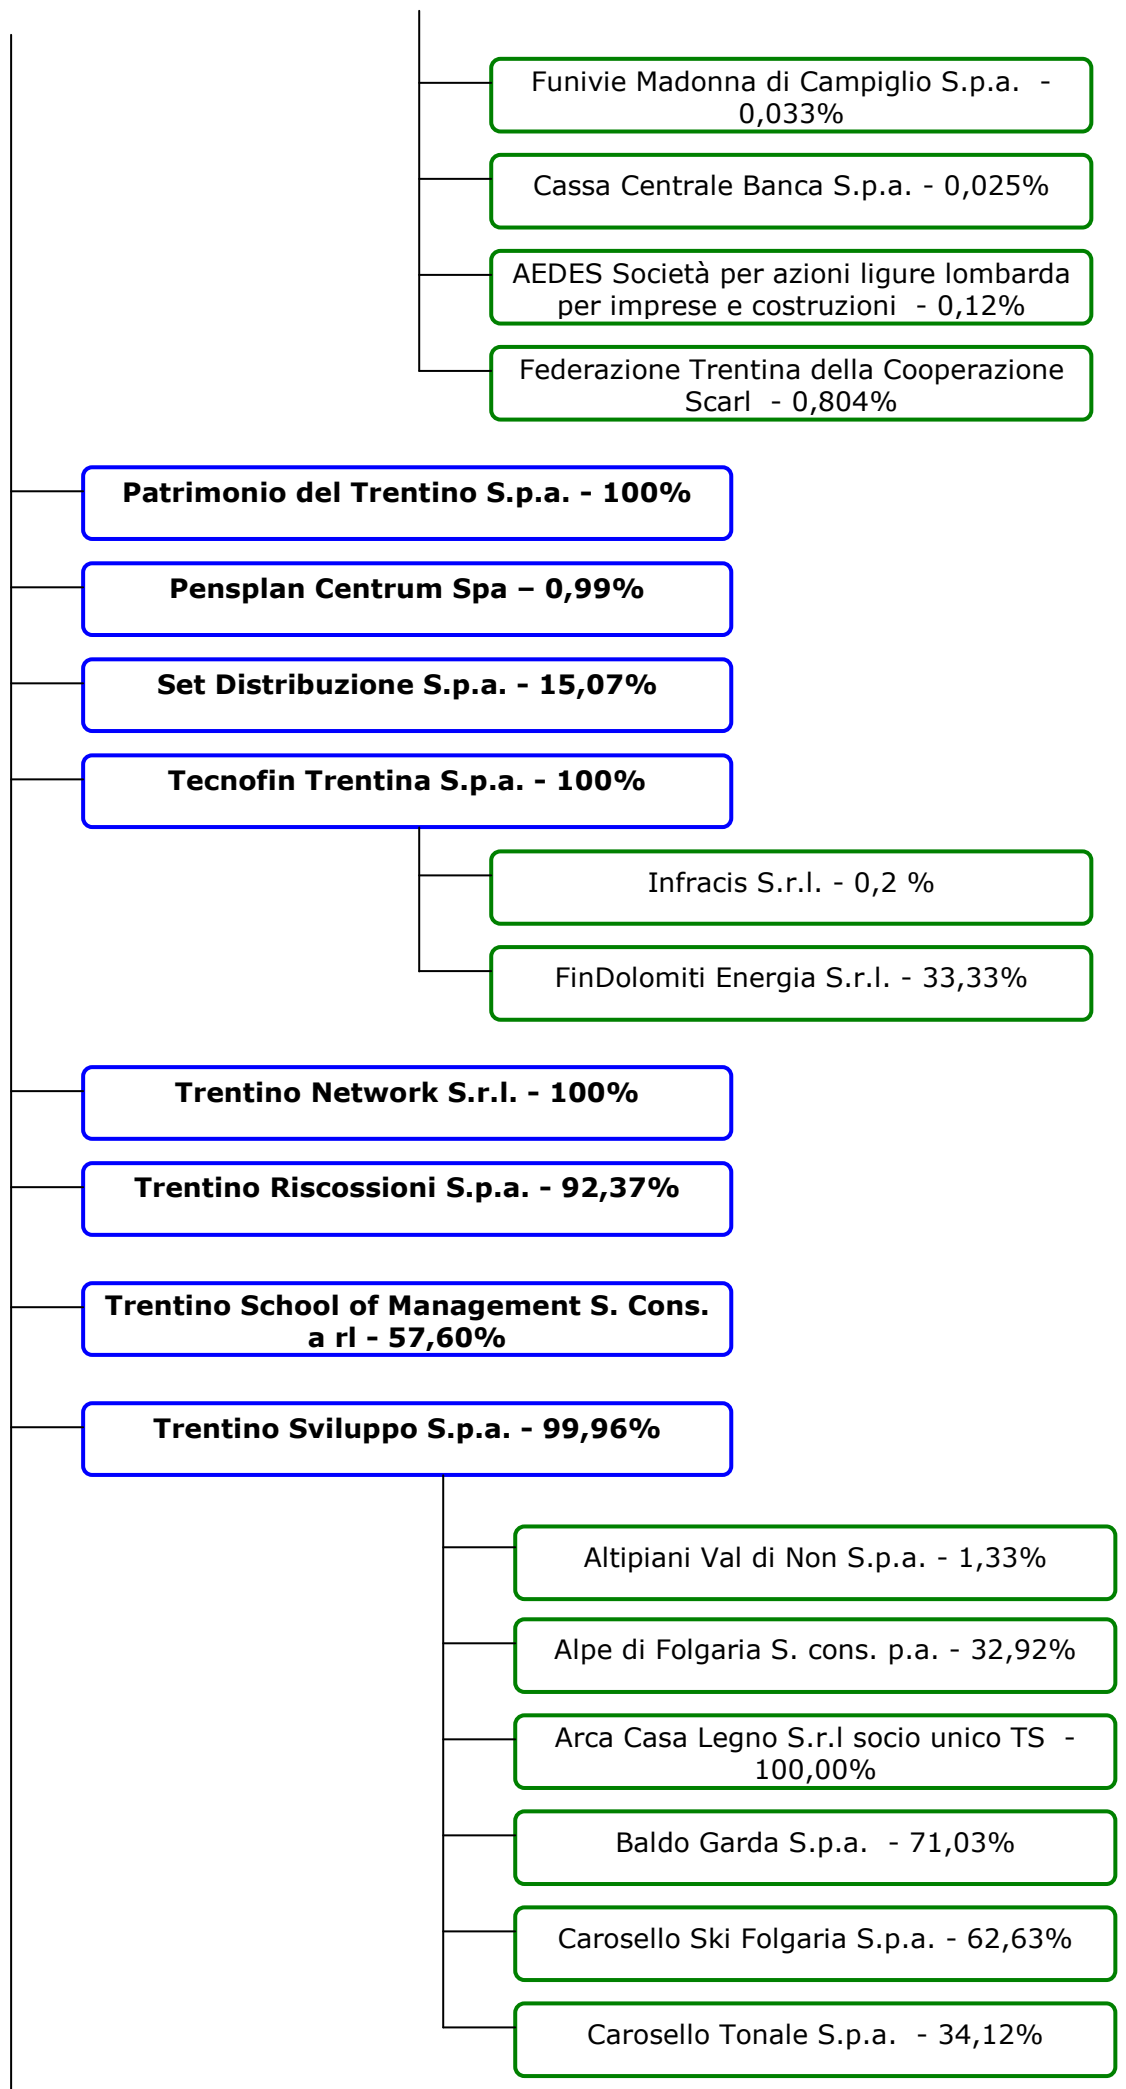 Funivie Madonna di Campiglio S.p.a.  -
0,033%
Cassa Centrale Banca S.p.a. - 0,025%
AEDES Società per azioni ligure lombarda
per imprese e costruzioni  - 0,12%
Federazione Trentina della Cooperazione
Scarl  - 0,804%
Patrimonio del Trentino S.p.a. - 100%
Pensplan Centrum Spa – 0,99%
Set Distribuzione S.p.a. - 15,07%
Tecnofin Trentina S.p.a. - 100%
Infracis S.r.l. - 0,2 %
FinDolomiti Energia S.r.l. - 33,33%
Trentino Network S.r.l. - 100%
Trentino Riscossioni S.p.a. - 92,37%
Trentino School of Management S. Cons.
a rl - 57,60%
Trentino Sviluppo S.p.a. - 99,96%
Altipiani Val di Non S.p.a. - 1,33%
Alpe di Folgaria S. cons. p.a. - 32,92%
Arca Casa Legno S.r.l socio unico TS  -
100,00%
Baldo Garda S.p.a.  - 71,03%
Carosello Ski Folgaria S.p.a. - 62,63%
Carosello Tonale S.p.a.  - 34,12%